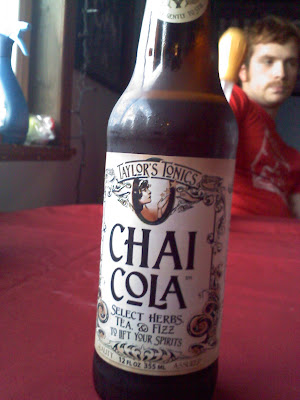 TAYLOR'S TONICS
CHAI
COLA
SELECT HERBS,
TEA, & FIZZ
TO LIFT YOUR SPIRITS
12 FL OZ 355 mL